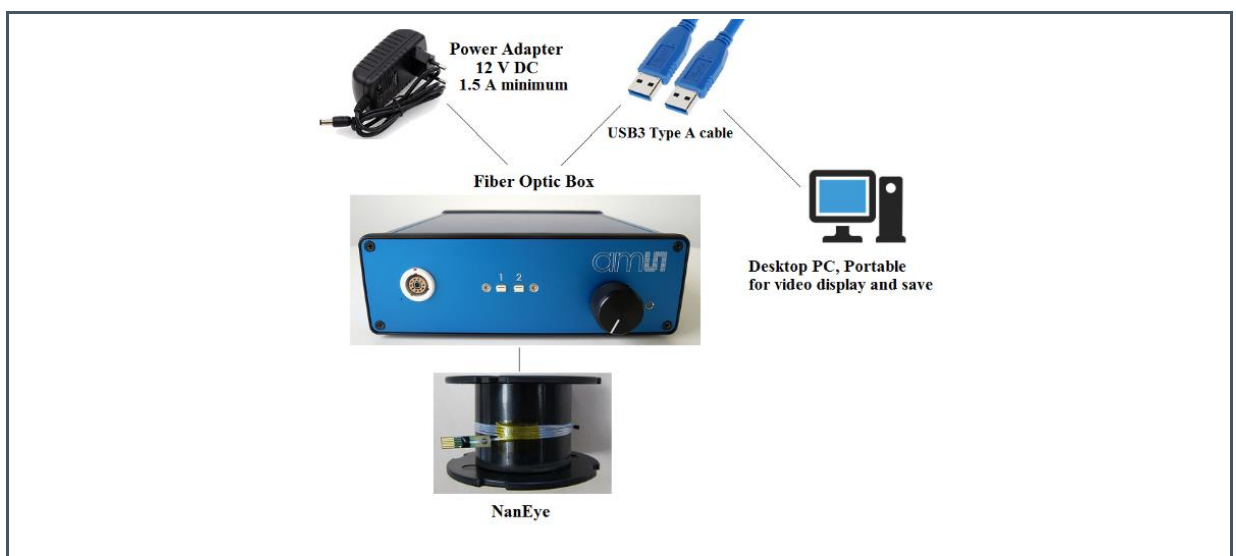 Power Adapter
12 V DC
1.5 A minimum
USB3 Type A cable
Fiber Optic Box
amu
1 2
Desktop PC, Portable
for video display and save
NanEye